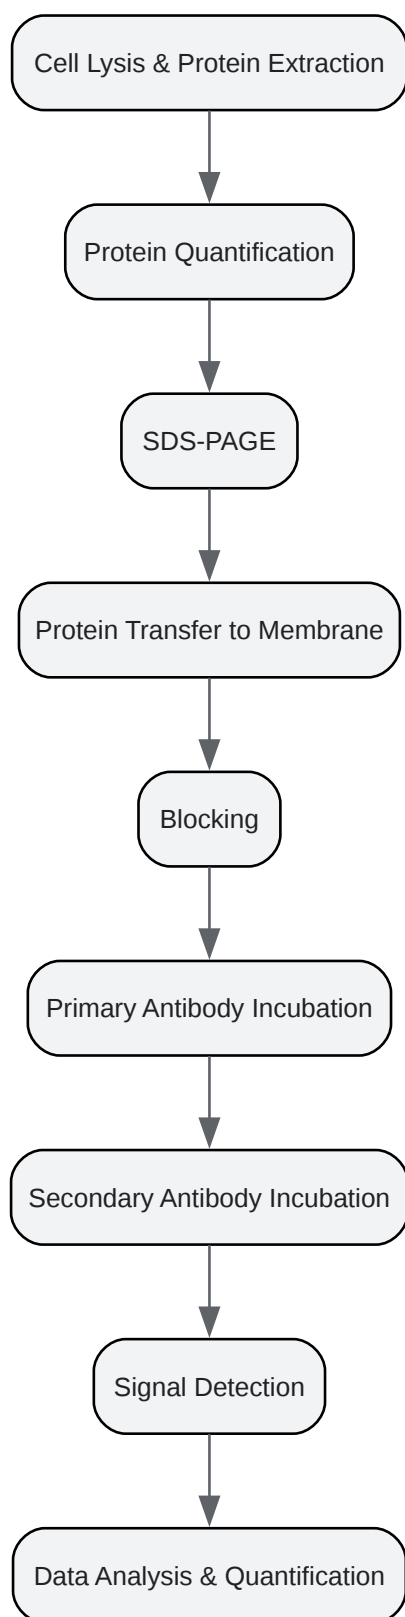 Cell Lysis & Protein Extraction
Protein Quantification
SDS-PAGE
Protein Transfer to Membrane
Blocking
Primary Antibody Incubation
Secondary Antibody Incubation
Signal Detection
Data Analysis & Quantification